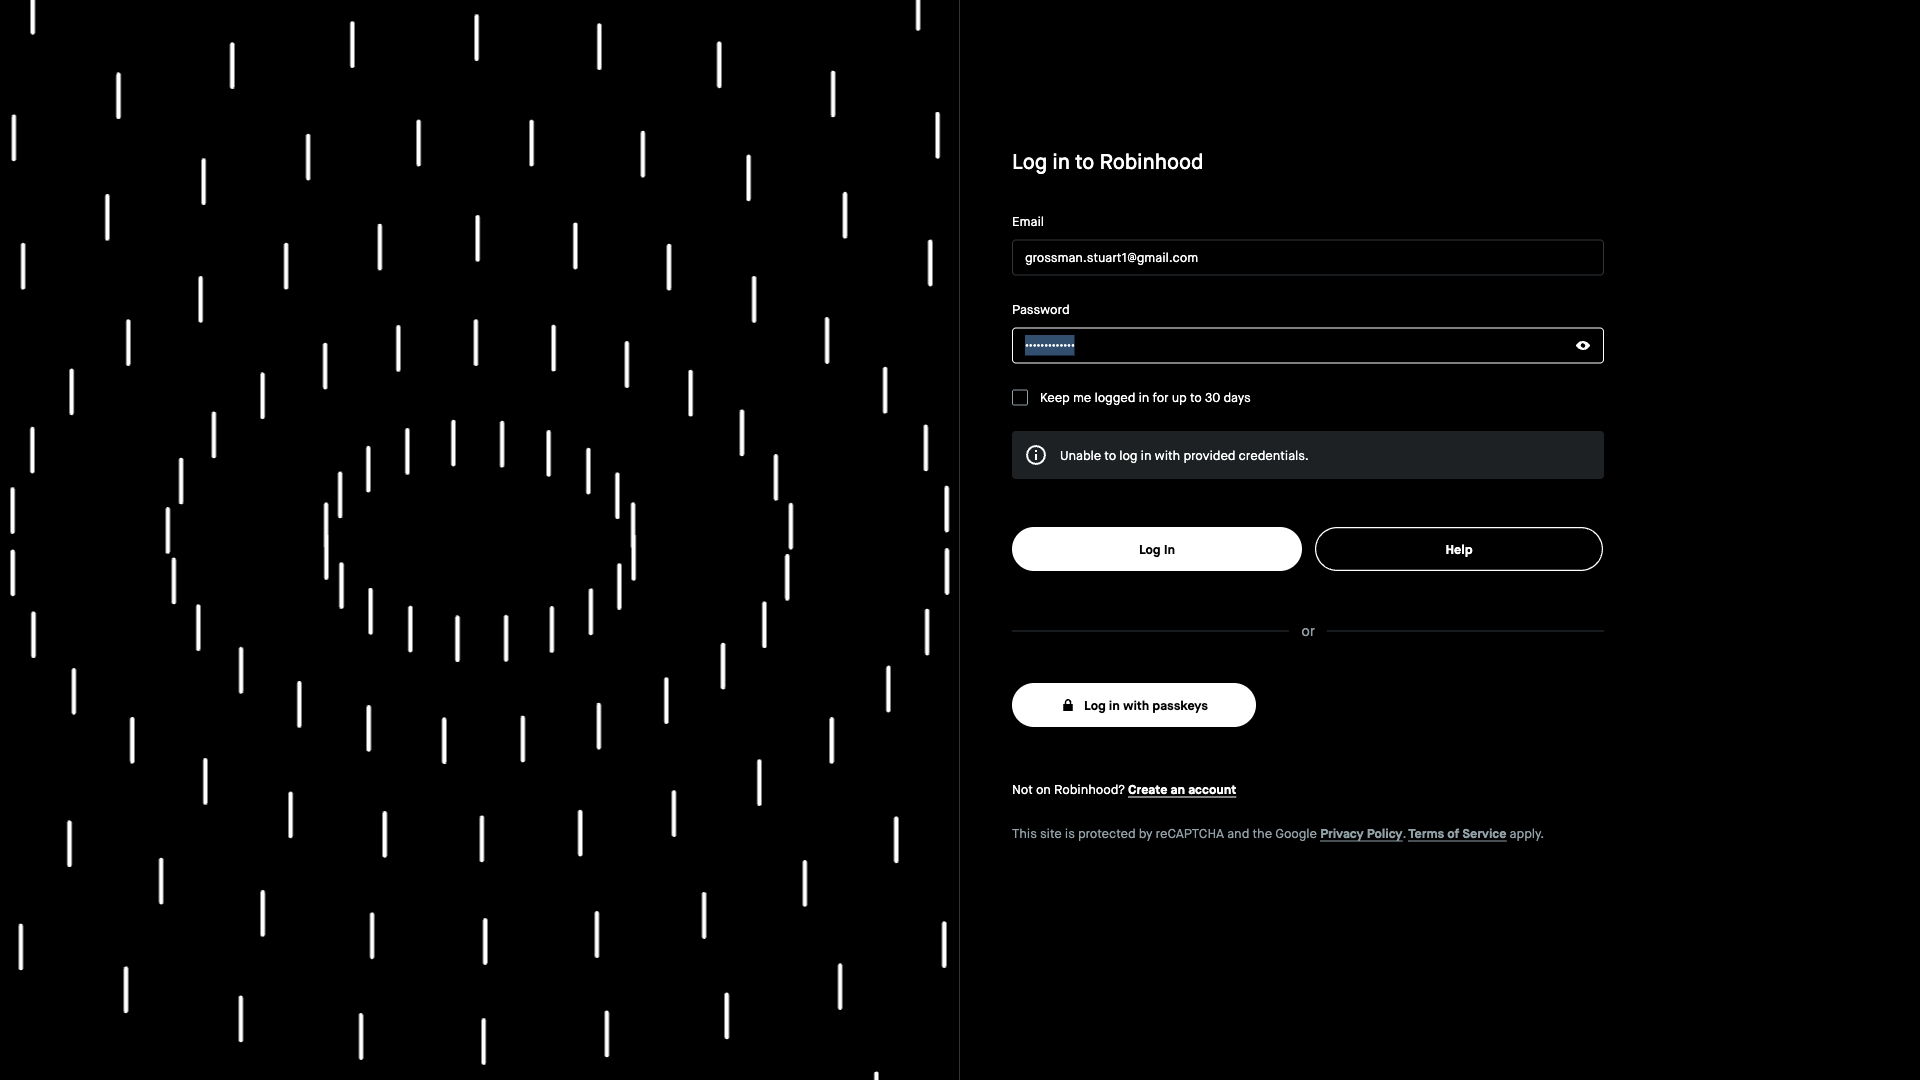 Log in to Robinhood
Email
grossman.stuart1@gmail.com
Password
•••••••••••••
Keep me logged in for up to 30 days
Unable to log in with provided credentials.
Log In
Help
or
Log in with passkeys
Not on Robinhood? Create an account
This site is protected by reCAPTCHA and the Google Privacy Policy. Terms of Service apply.